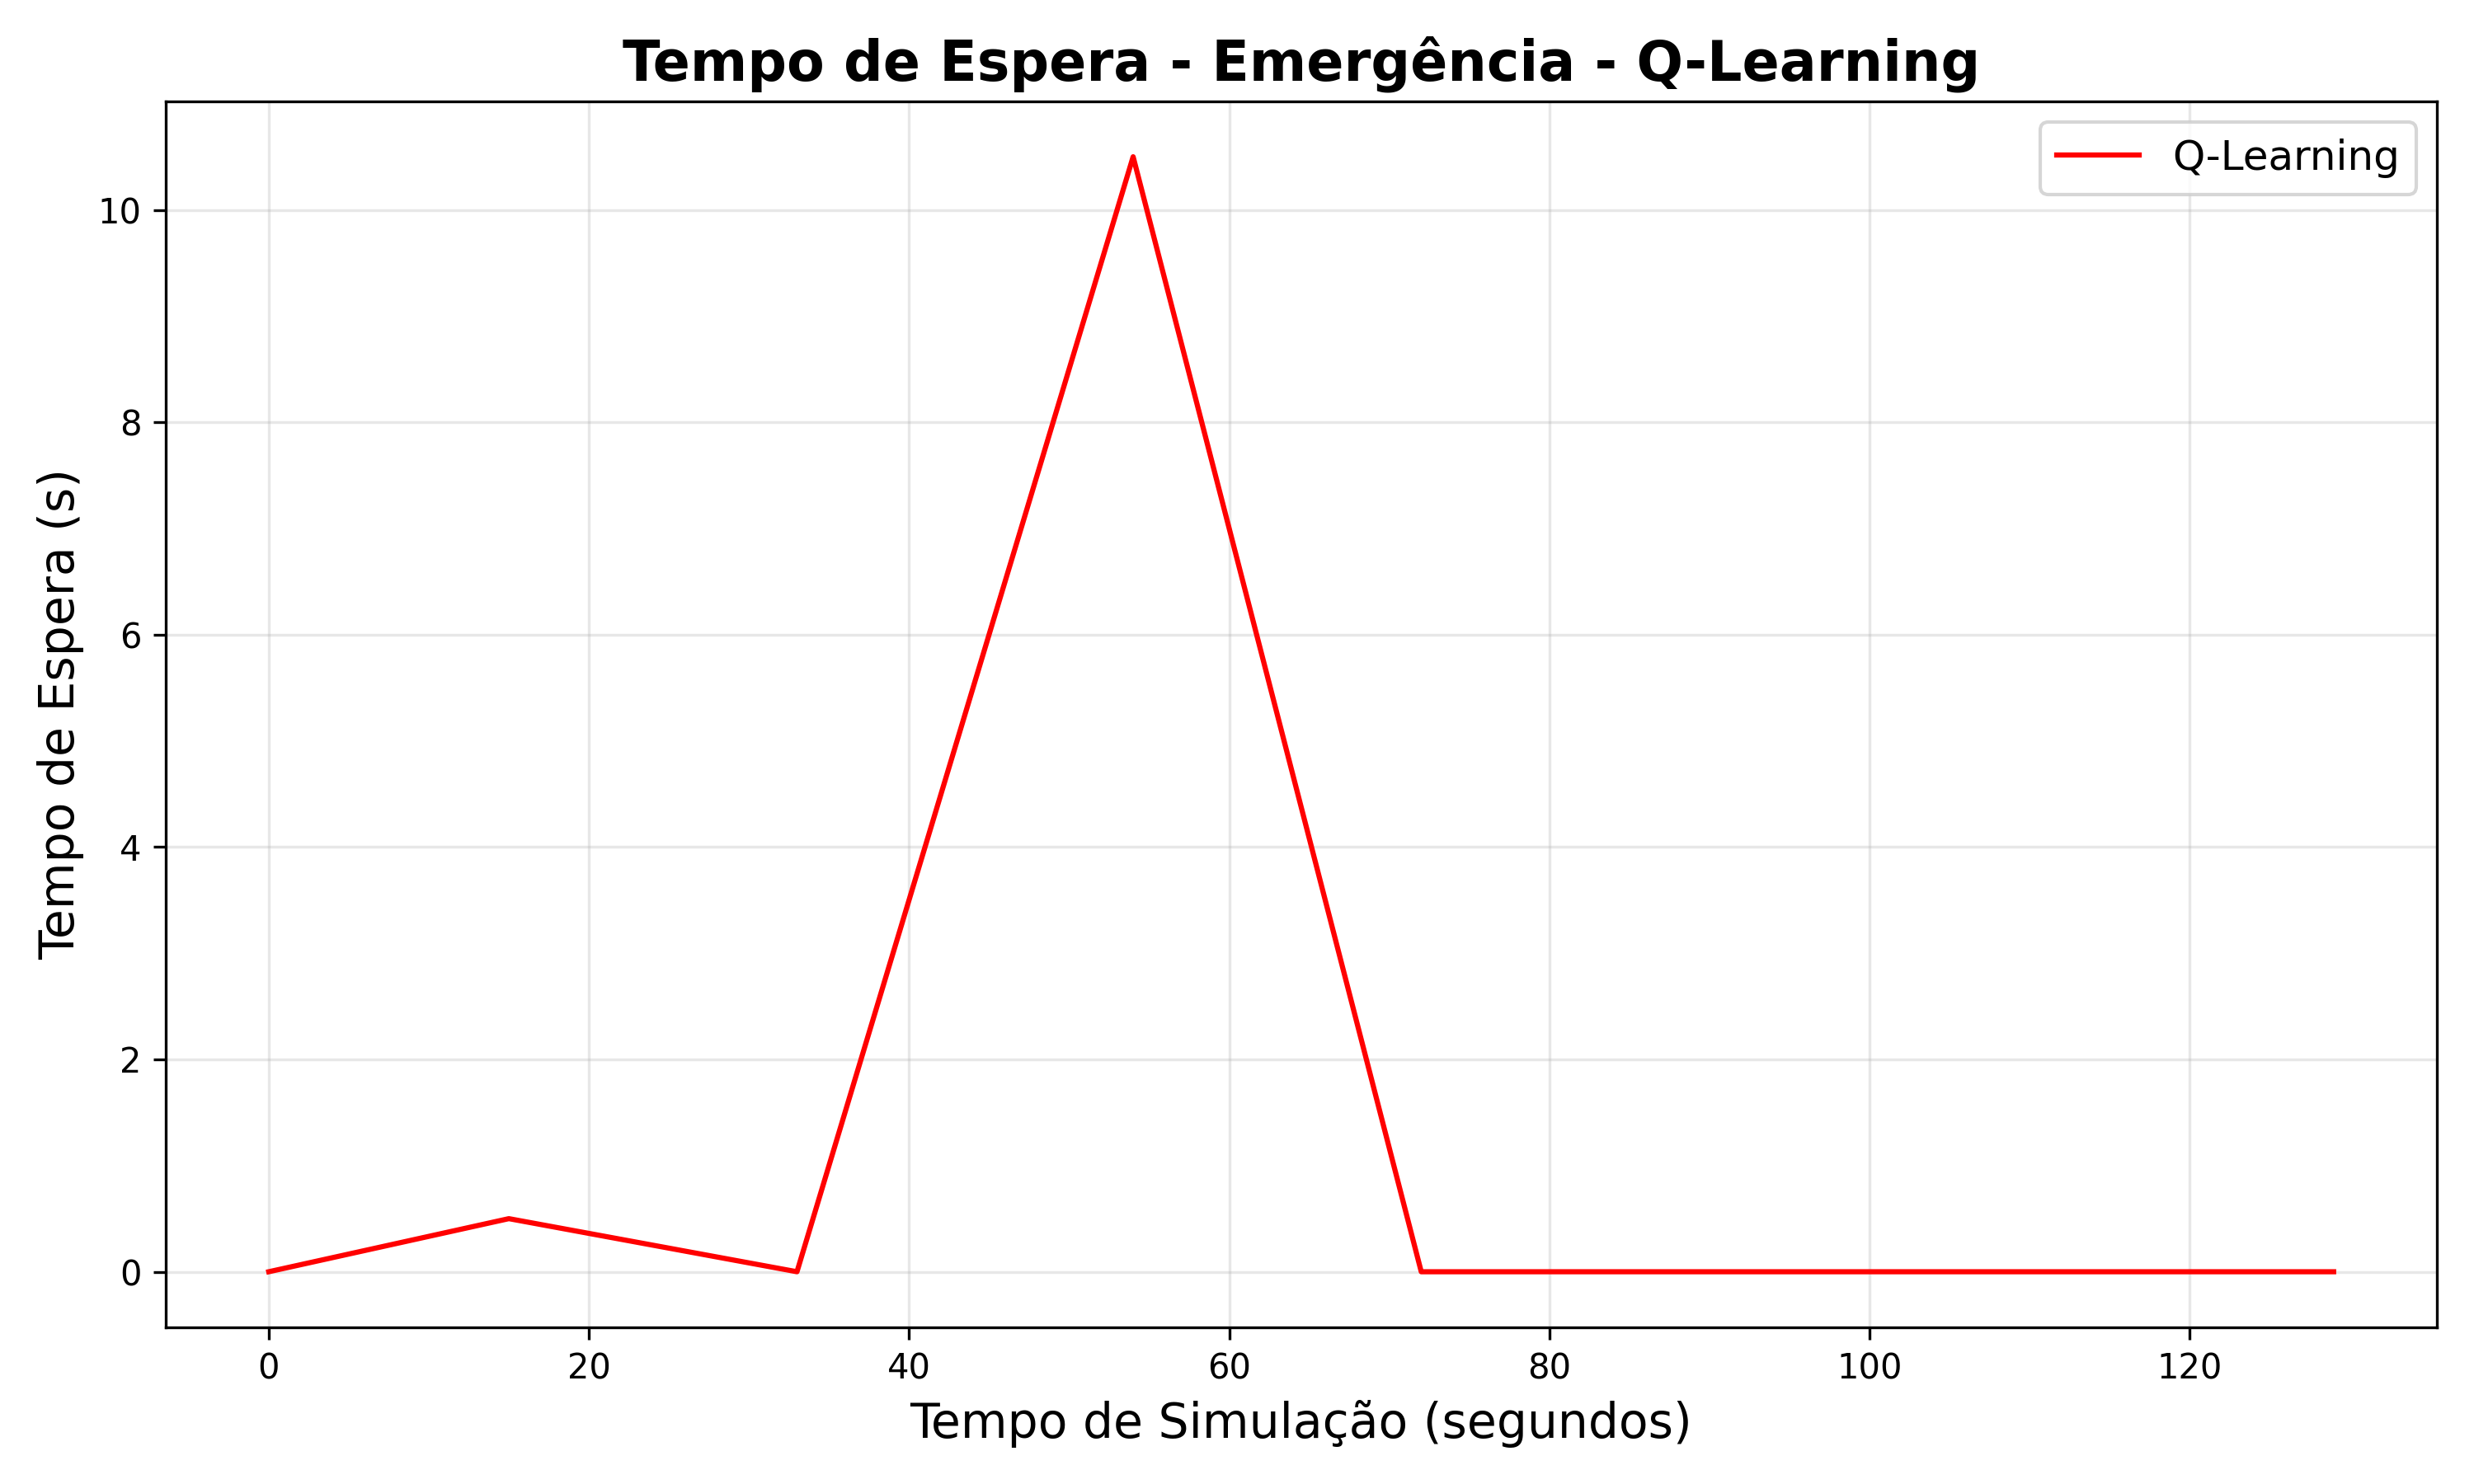 Tempo de Espera - Emergência - Q-Learning
Q-Learning
Tempo de Espera (s)
10
8
6
4
2
0
0 20 40 60 80 100 120
Tempo de Simulação (segundos)